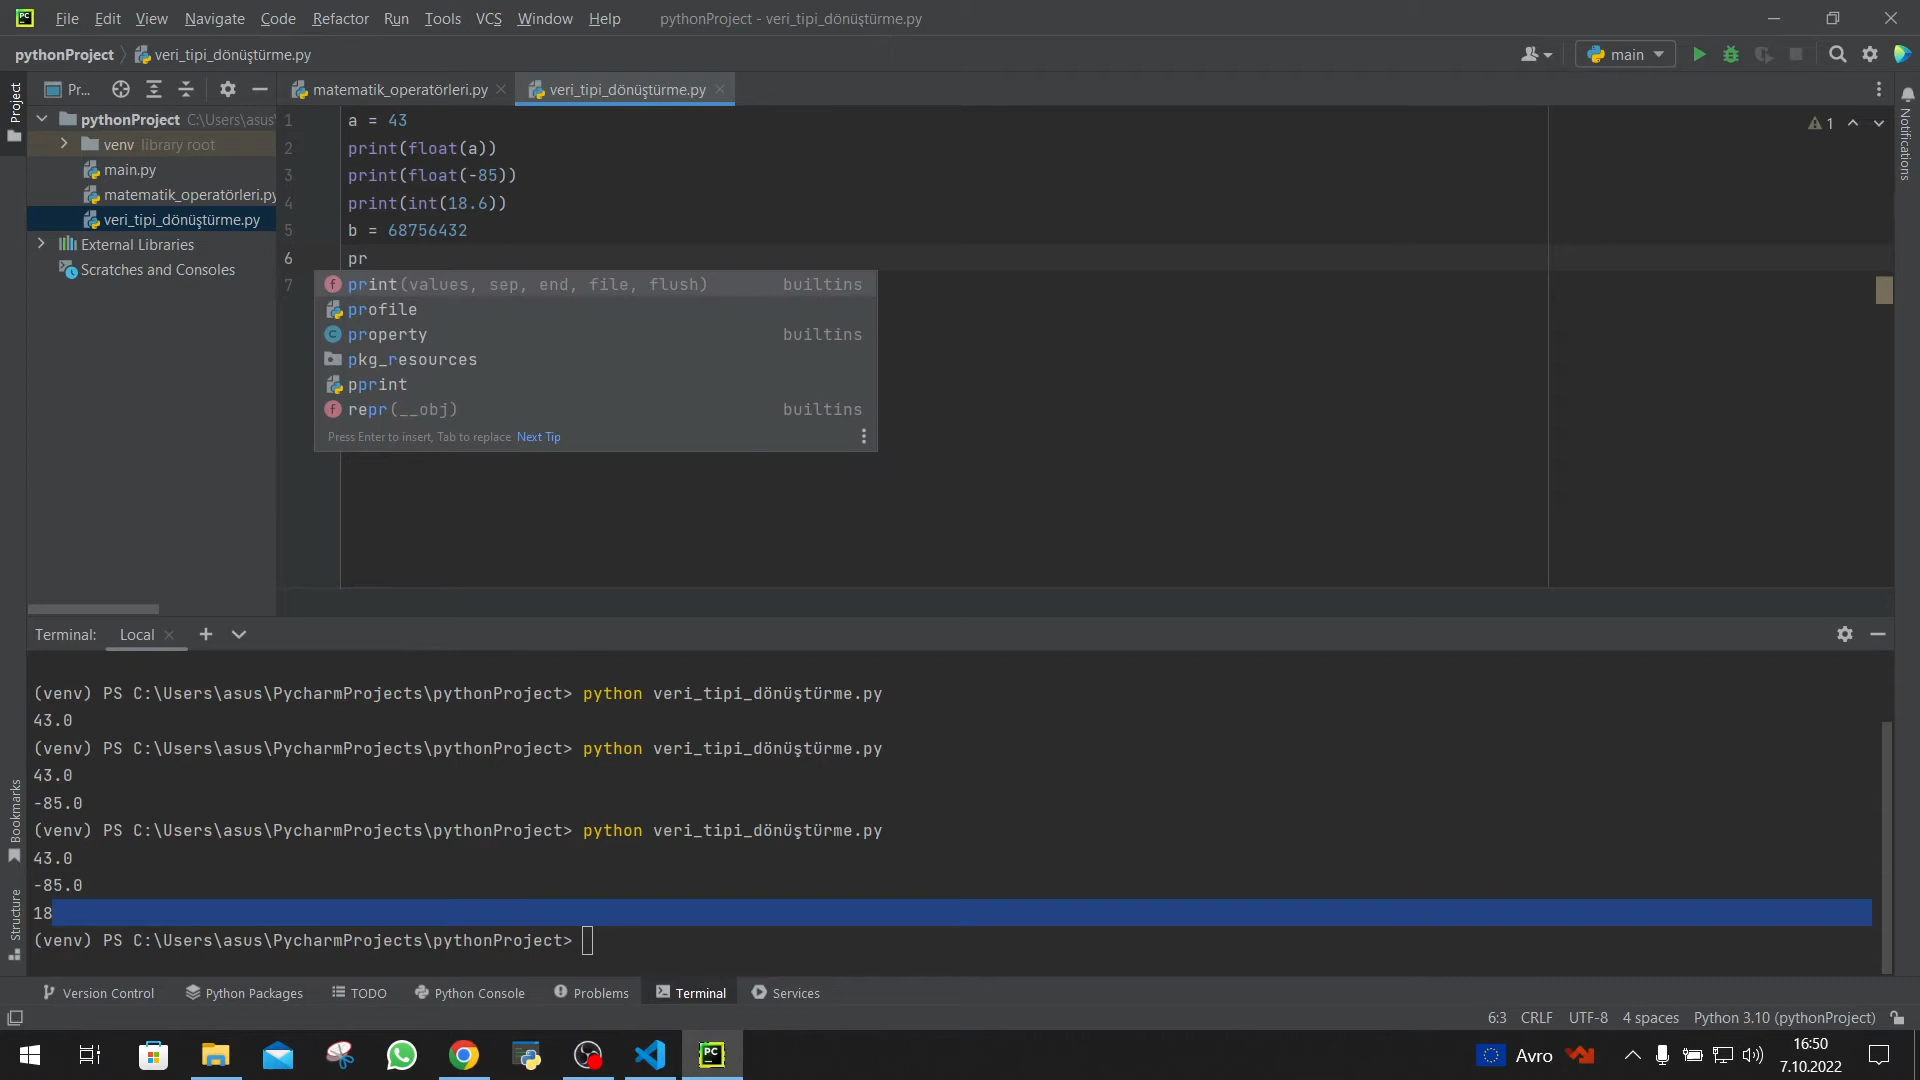 File Edit View Navigate Code Refactor Run Tools VCS Window Help pythonProject - veri_tipi_dönüştürme.py
pythonProject veri_tipi_dönüştürme.py main
Project
Pr...
matematik_operatörleri.py veri_tipi_dönüştürme.py
Notifications
pythonProject C:\Users\asus\
venv library root
main.py
matematik_operatörleri.py
veri_tipi_dönüştürme.py
External Libraries
Scratches and Consoles
1 a = 43
1
2 print(float(a))
3 print(float(-85))
4 print(int(18.6))
5 b = 68756432
6 pr
7
print(values, sep, end, file, flush) builtins
profile
property builtins
pkg_resources
pprint
repr(__obj) builtins
Press Enter to insert, Tab to replace Next Tip
Terminal: Local
(venv) PS C:\Users\asus\PycharmProjects\pythonProject> python veri_tipi_dönüştürme.py
43.0
(venv) PS C:\Users\asus\PycharmProjects\pythonProject> python veri_tipi_dönüştürme.py
43.0
-85.0
(venv) PS C:\Users\asus\PycharmProjects\pythonProject> python veri_tipi_dönüştürme.py
43.0
-85.0
18
(venv) PS C:\Users\asus\PycharmProjects\pythonProject>
Bookmarks
Structure
Version Control Python Packages TODO Python Console Problems Terminal Services
6:3 CRLF UTF-8 4 spaces Python 3.10 (pythonProject)
PC
Avro
16:50
7.10.2022